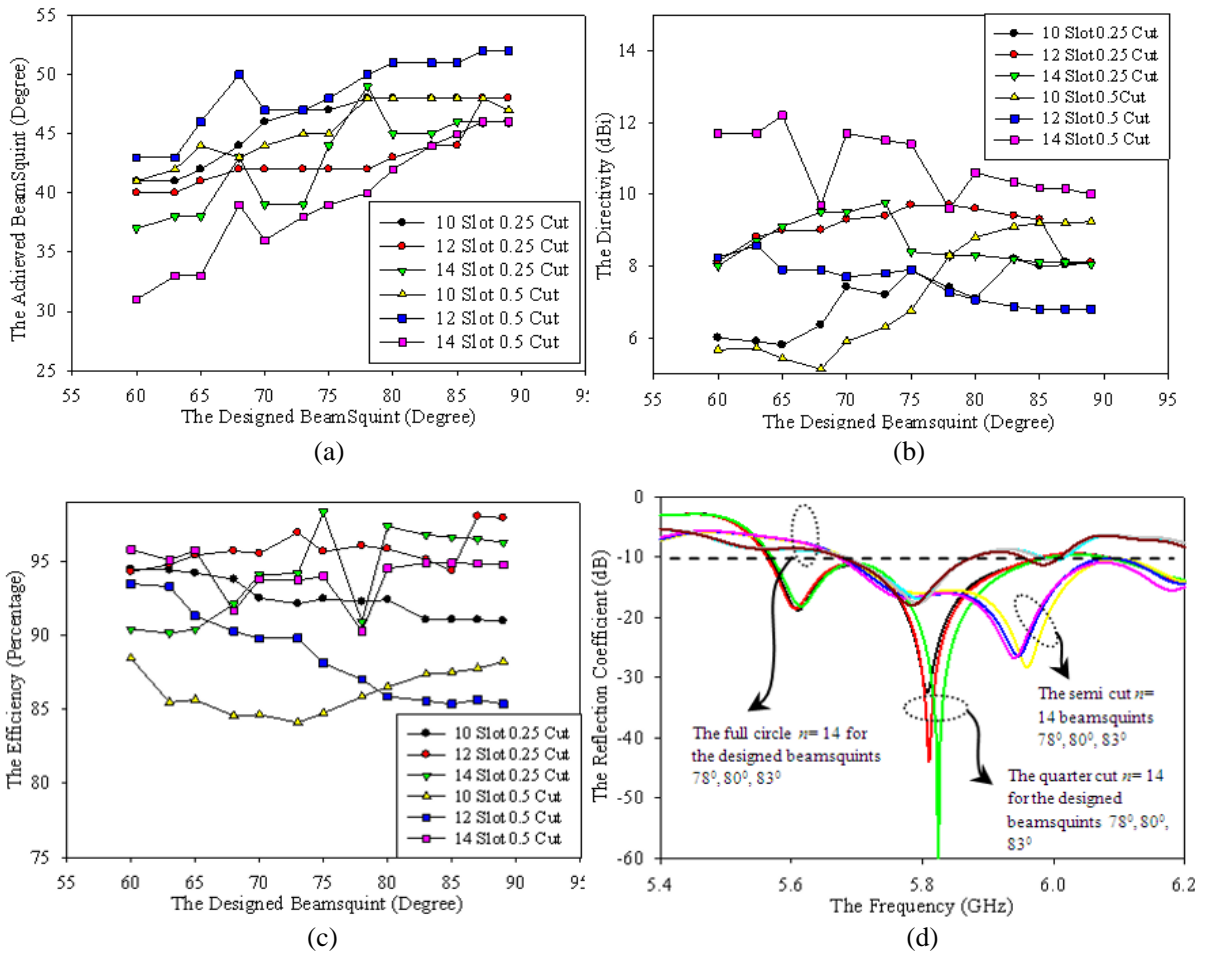 55
50
45
40
35
30
25
The Achieved BeamSquint (Degree)
10 Slot 0.25 Cut
12 Slot 0.25 Cut
14 Slot 0.25 Cut
10 Slot 0.5 Cut
12 Slot 0.5 Cut
14 Slot 0.5 Cut
55 60 65 70 75 80 85 90 95
The Designed BeamSquint (Degree)
(a)
14
12
10
8
6
The Directivity (dBi)
10 Slot 0.25 Cut
12 Slot 0.25 Cut
14 Slot 0.25 Cut
10 Slot 0.5Cut
12 Slot 0.5 Cut
14 Slot 0.5 Cut
55 60 65 70 75 80 85 90 95
The Designed Beamsquint (Degree)
(b)
95
90
85
80
75
The Efficiency (Percentage)
10 Slot 0.25 Cut
12 Slot 0.25 Cut
14 Slot 0.25 Cut
10 Slot 0.5 Cut
12 Slot 0.5 Cut
14 Slot 0.5 Cut
55 60 65 70 75 80 85 90
The Designed Beamsquint (Degree)
(c)
0
-10
-20
-30
-40
-50
-60
The Reflection Coefficient (dB)
The full circle n= 14 for
the designed beamsquints
78⁰, 80⁰, 83⁰
The semi cut n=
14 beamsquints
78⁰, 80⁰, 83⁰
The quarter cut n= 14
for the designed
beamsquints 78⁰, 80⁰,
83⁰
5.4 5.6 5.8 6.0 6.2
The Frequency (GHz)
(d)